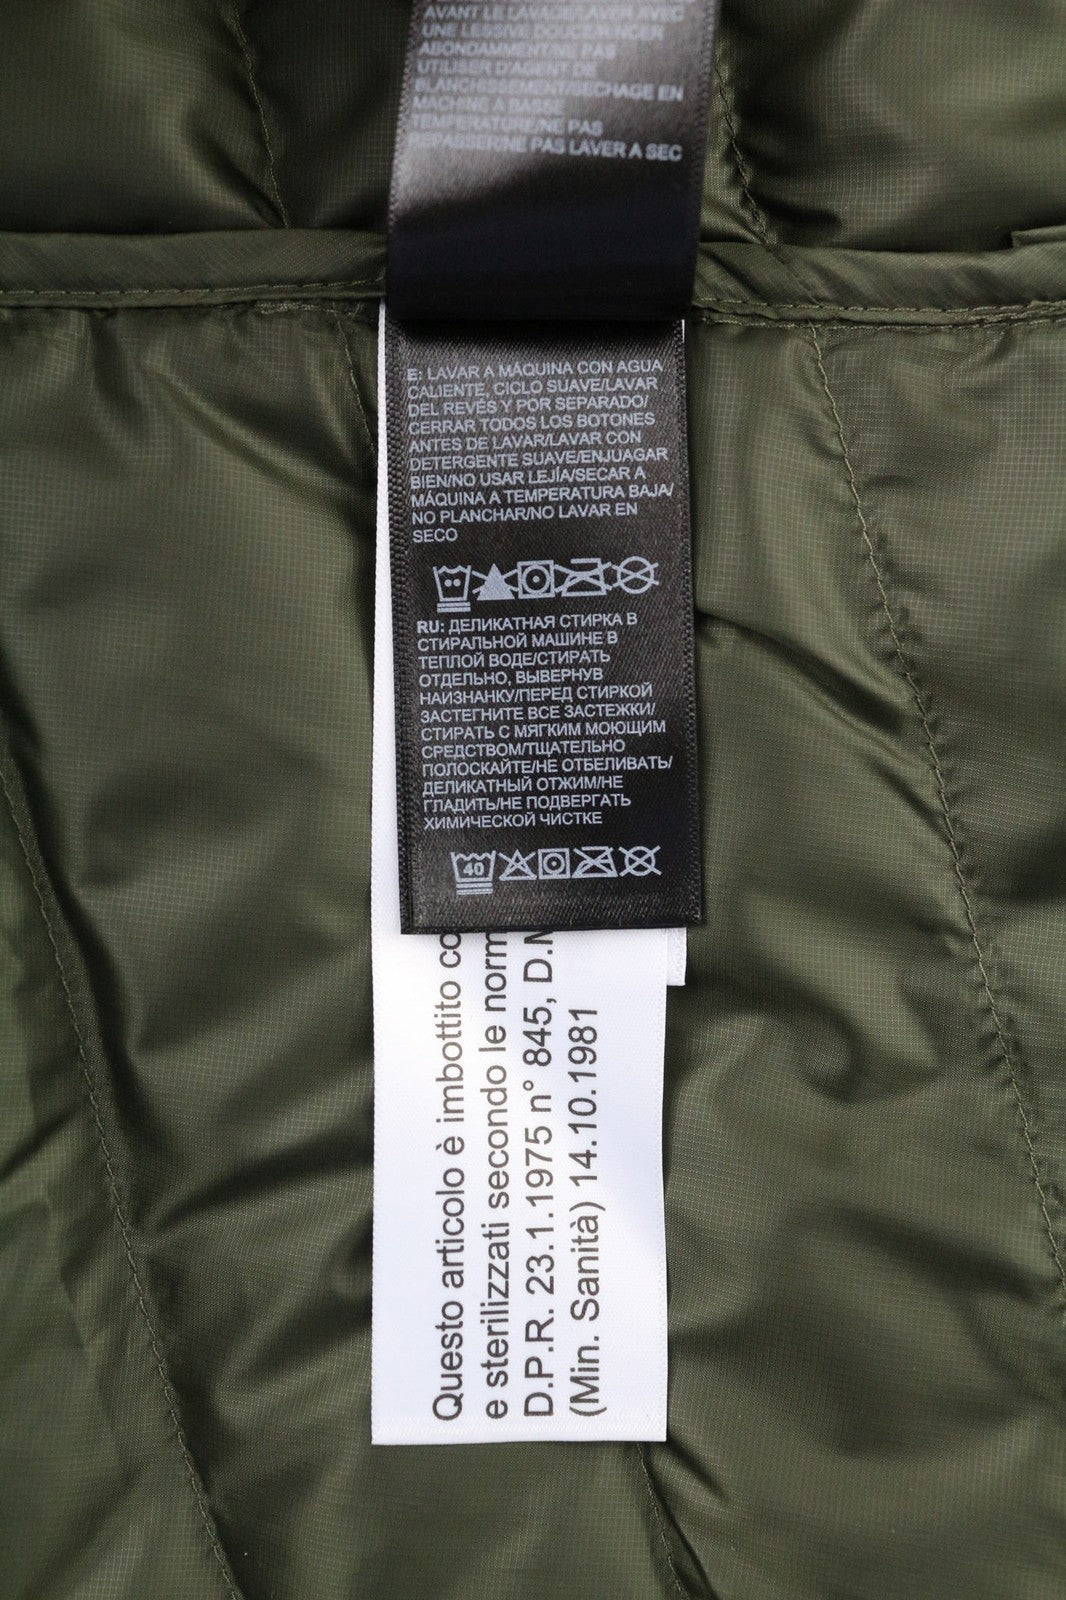 AVANT LE LAVAGE/LAVER AVEC
UNE LESSIVE DOUCE/RINCER
ABONDAMMENT/NE PAS
UTILISER D'AGENT DE
BLANCHISSEMENT/SECHAGE EN
MACHINE A BASSE
TEMPERATURE/NE PAS
REPASSER/NE PAS LAVER A SEC
E: LAVAR A MÁQUINA CON AGUA
CALIENTE, CICLO SUAVE/LAVAR
DEL REVÉS Y POR SEPARADO/
CERRAR TODOS LOS BOTONES
ANTES DE LAVAR/LAVAR CON
DETERGENTE SUAVE/ENJUAGAR
BIEN/NO USAR LEJÍA/SECAR A
MÁQUINA A TEMPERATURA BAJA/
NO PLANCHAR/NO LAVAR EN
SECO
RU: ДЕЛИКАТНАЯ СТИРКА В
СТИРАЛЬНОЙ МАШИНЕ В
ТЕПЛОЙ ВОДЕ/СТИРАТЬ
ОТДЕЛЬНО, ВЫВЕРНУВ
НАИЗНАНКУ/ПЕРЕД СТИРКОЙ
ЗАСТЕГНИТЕ ВСЕ ЗАСТЕЖКИ/
СТИРАТЬ С МЯГКИМ МОЮЩИМ
СРЕДСТВОМ/ТЩАТЕЛЬНО
ПОЛОСКАЙТЕ/НЕ ОТБЕЛИВАТЬ/
ДЕЛИКАТНЫЙ ОТЖИМ/НЕ
ГЛАДИТЬ/НЕ ПОДВЕРГАТЬ
ХИМИЧЕСКОЙ ЧИСТКЕ
40
Questo articolo è imbottito co
e sterilizzati secondo le norm
D.P.R. 23.1.1975 n° 845, D.M
(Min. Sanità) 14.10.1981